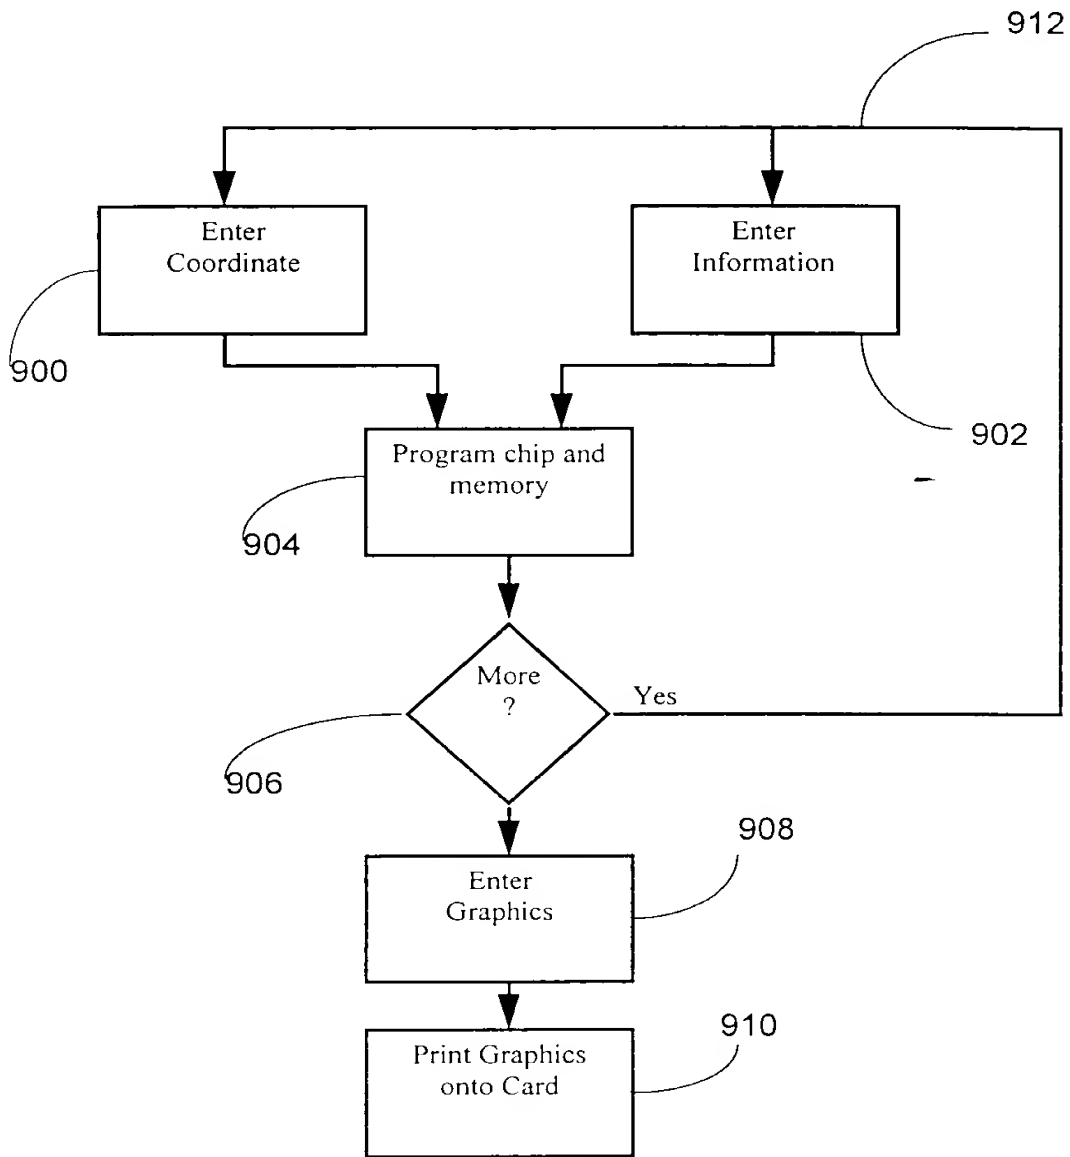 912
Enter
Coordinate
Enter
Information
900
902
Program chip and
memory
904
More
?
Yes
906
908
Enter
Graphics
910
Print Graphics
onto Card